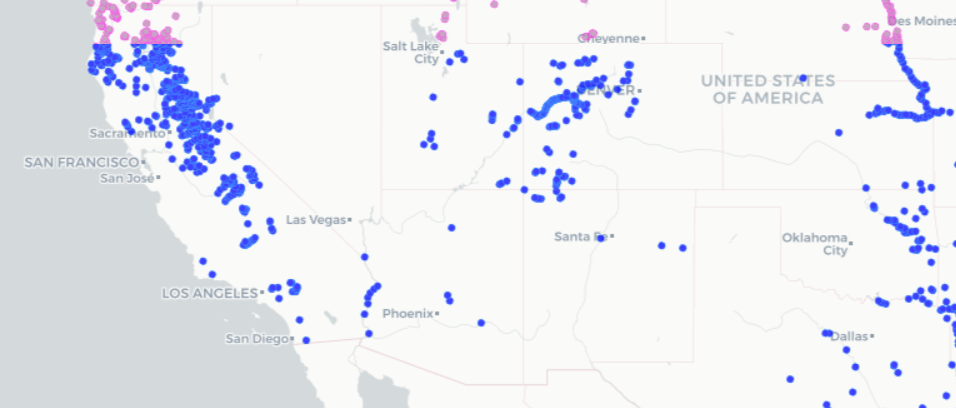 Des Moines
Salt Lake
City
Cheyenne
DENVER
UNITED STATES
OF AMERICA
Sacramento
SAN FRANCISCO
San José
Las Vegas
Santa Fe
Oklahoma
City
LOS ANGELES
Phoenix
San Diego
Dallas